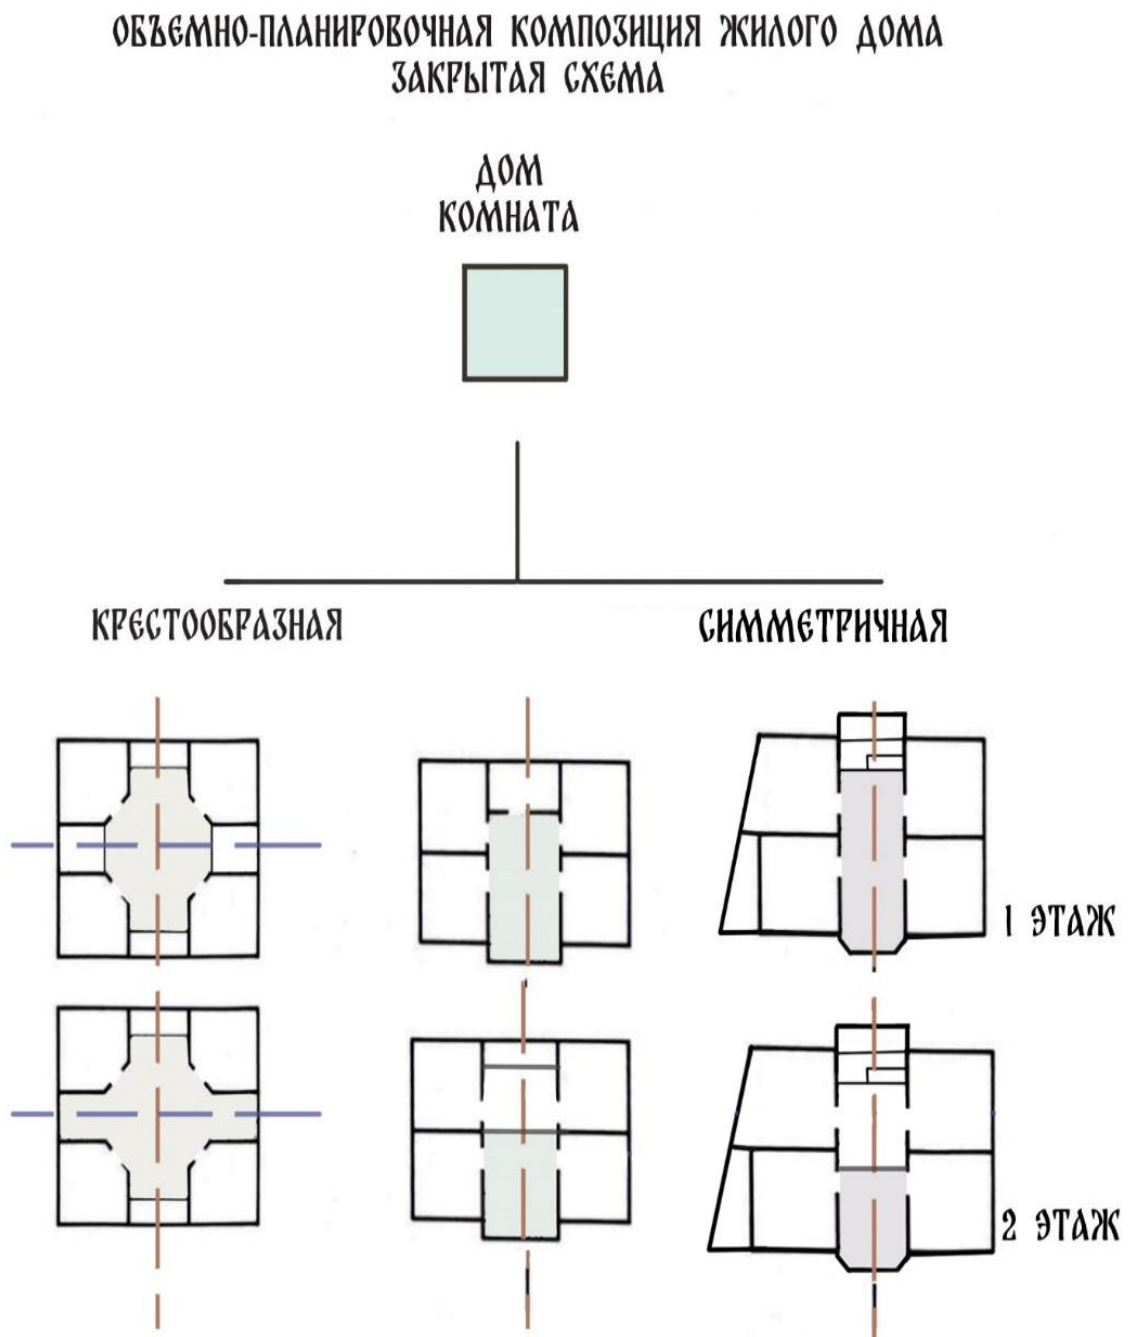 ОБЪЕМНО-ПЛАНИРОВОЧНАЯ КОМПОЗИЦИЯ ЖИЛОГО ДОМА
ЗАКРЫТАЯ СХЕМА
ДОМ
КОМНАТА
КРЕСТООБРАЗНАЯ
СИММЕТРИЧНАЯ
1 ЭТАЖ
2 ЭТАЖ